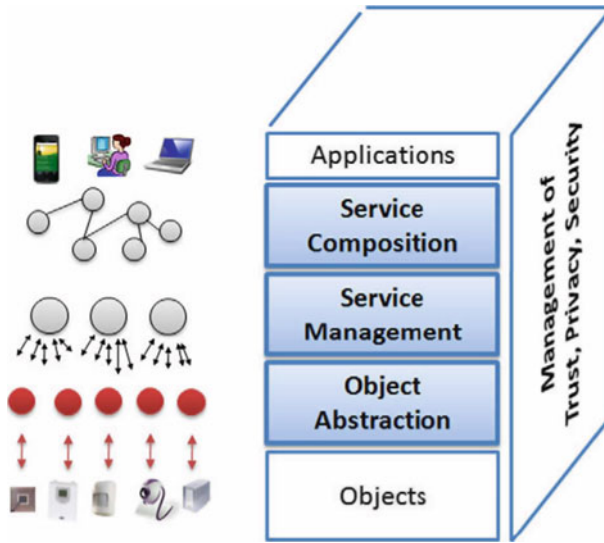 Applications
Service
Composition
Service
Management
Object
Abstraction
Objects
Management of
Trust, Privacy, Security